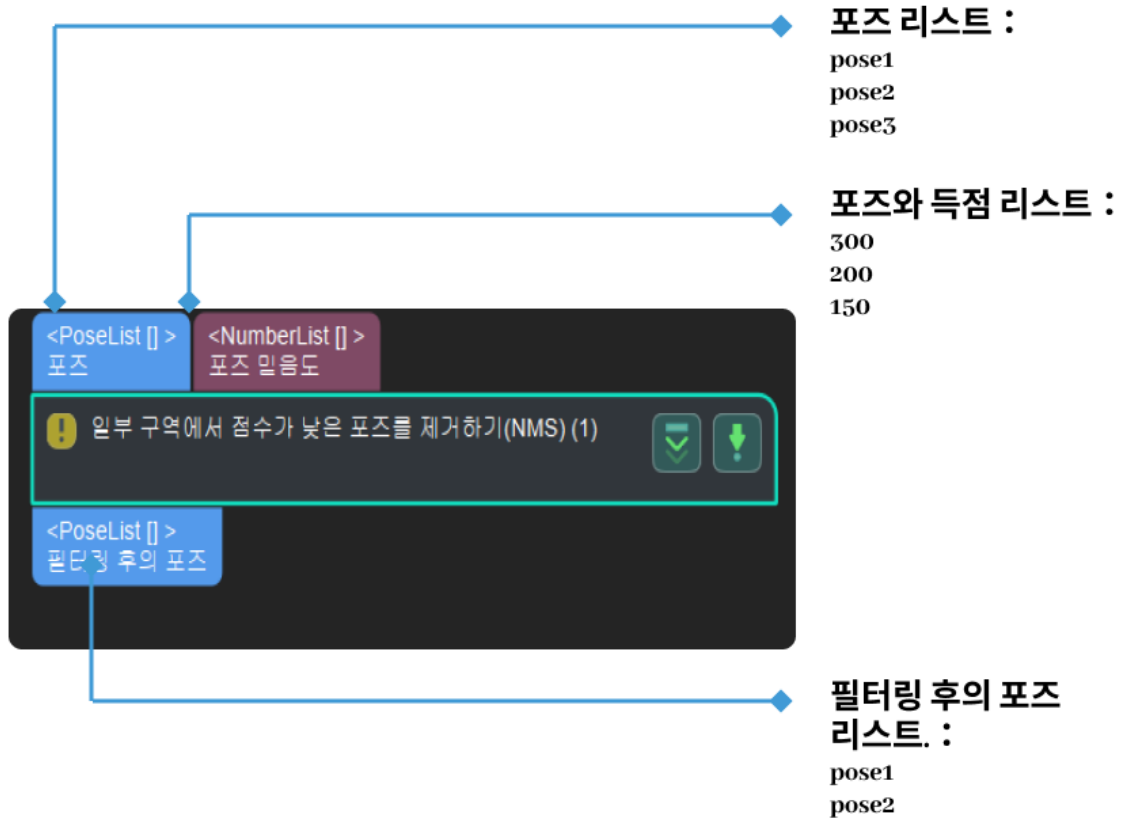 포즈 리스트：
pose1
pose2
pose3
포즈와 득점 리스트：
300
200
150
<PoseList [] >
포즈
<NumberList [] >
포즈 믿음도
일부 구역에서 점수가 낮은 포즈를 제거하기(NMS) (1)
<PoseList [] >
필터링 후의 포즈
필터링 후의 포즈
리스트.：
pose1
pose2